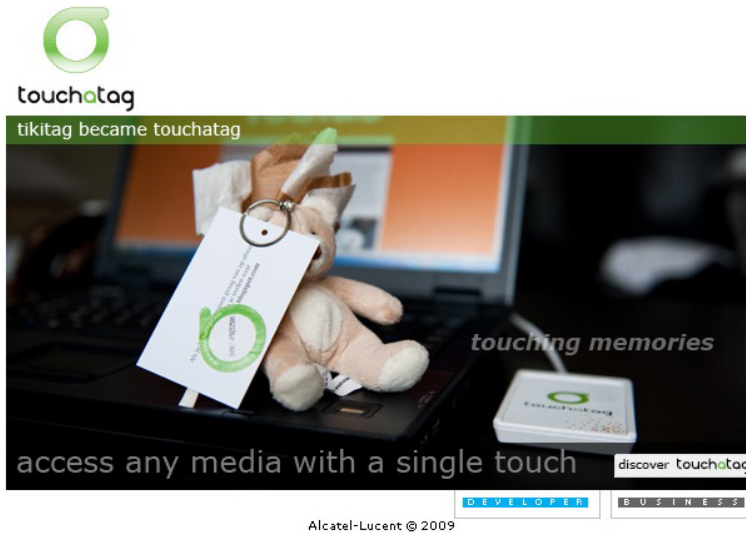 touchatag
tikitag became touchatag
touching memories
touchatag
access any media with a single touch
discover touchatag
DEVELOPER
BUSINESS
Alcatel-Lucent © 2009